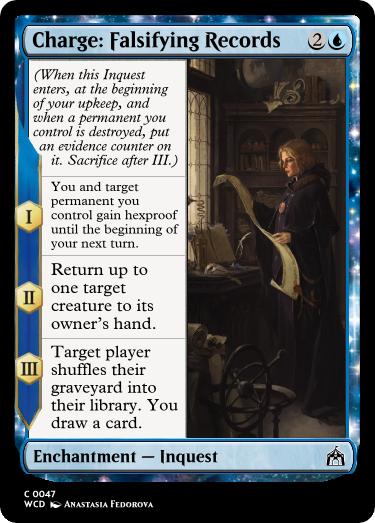 Charge: Falsifying Records 2
(When this Inquest
enters, at the beginning
of your upkeep, and
when a permanent you
control is destroyed, put
an evidence counter on
it. Sacrifice after III.)
I
You and target
permanent you
control gain hexproof
until the beginning of
your next turn.
II
Return up to
one target
creature to its
owner's hand.
III
Target player
shuffles their
graveyard into
their library. You
draw a card.
Enchantment — Inquest
C 0047
WCD Anastasia Fedorova